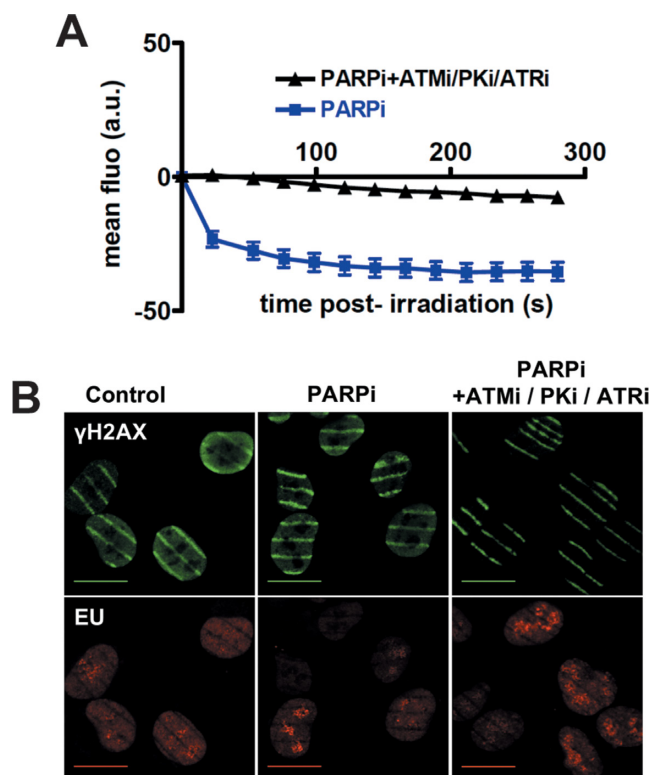 A
50
PARPi+ATMi/PKi/ATRi
PARPi
100
200
300
0
-50
mean fluo (a.u.)
time post- irradiation (s)
B
Control
PARPi
PARPi
+ATMi / PKi / ATRi
γH2AX
EU